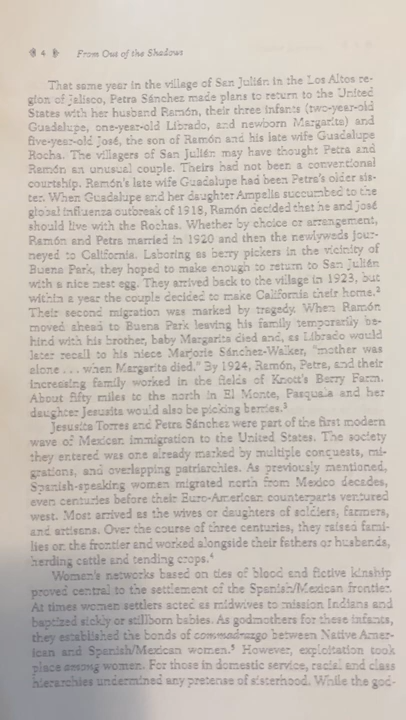 4 From Out of the Shadows
That same year in the village of San Julián in the Los Altos re-
gion of Jalisco, Petra Sánchez made plans to return to the United
States with her husband Ramón, their three infants (two-year-old
Guadalupe, one-year-old Librado, and newborn Margarita) and
five-year-old José, the son of Ramón and his late wife Guadalupe
Rocha. The villagers of San Julián may have thought Petra and
Ramón an unusual couple. Theirs had not been a conventional
courtship. Ramón's late wife Guadalupe had been Petra's older sis-
ter. When Guadalupe and her daughter Ampelia succumbed to the
global influenza outbreak of 1918, Ramón decided that he and José
should live with the Rochas. Whether by choice or arrangement,
Ramón and Petra married in 1920 and then the newlyweds jour-
neyed to California. Laboring as berry pickers in the vicinity of
Buena Park, they hoped to make enough to return to San Julián
with a nice nest egg. They arrived back to the village in 1923, but
within a year the couple decided to make California their home.²
Their second migration was marked by tragedy. When Ramón
moved ahead to Buena Park leaving his family temporarily be-
hind with his brother, baby Margarita died and, as Librado would
later recall to his niece Marjorie Sánchez-Walker, "mother was
alone . . . when Margarita died." By 1924, Ramón, Petra, and their
increasing family worked in the fields of Knott's Berry Farm.
About fifty miles to the north in El Monte, Pasquala and her
daughter Jesusita would also be picking berries.³
Jesusita Torres and Petra Sánchez were part of the first modern
wave of Mexican immigration to the United States. The society
they entered was one already marked by multiple conquests, mi-
grations, and overlapping patriarchies. As previously mentioned,
Spanish-speaking women migrated north from Mexico decades,
even centuries before their Euro-American counterparts ventured
west. Most arrived as the wives or daughters of soldiers, farmers,
and artisans. Over the course of three centuries, they raised fami-
lies on the frontier and worked alongside their fathers or husbands,
herding cattle and tending crops.⁴
Women's networks based on ties of blood and fictive kinship
proved central to the settlement of the Spanish/Mexican frontier.
At times women settlers acted as midwives to mission Indians and
baptized sickly or stillborn babies. As godmothers for these infants,
they established the bonds of commadrazgo between Native Amer-
ican and Spanish/Mexican women.⁵ However, exploitation took
place among women. For those in domestic service, racial and class
hierarchies undermined any pretense of sisterhood. While the god-